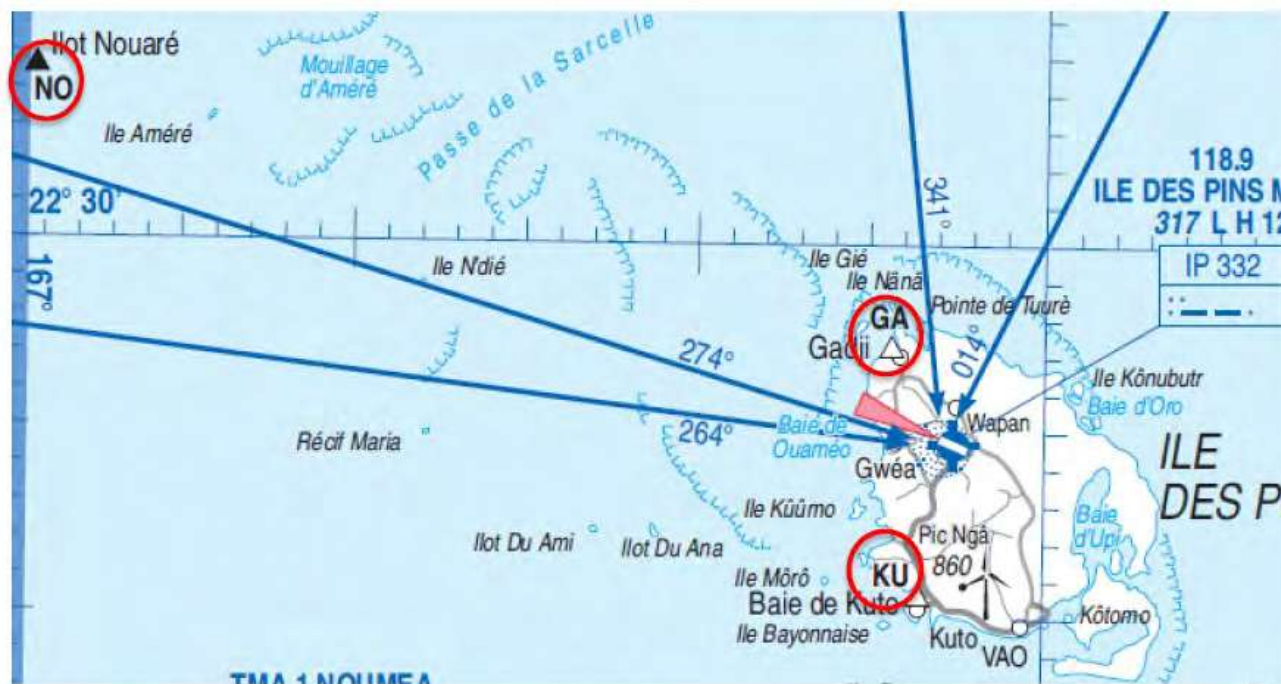 Ilot Nouaré
NO
Mouillage
d'Améré
Ile Améré
Passe de la Sarcelle
22° 30'
167°
Ile N'dié
Ile Gié
Ile Nänä
341°
118.9
ILE DES PINS
317 L H
IP 332
GA
Gadji
Pointe de Tuurè
014°
274°
264°
Ile Kônubutr
Baie d'Oro
Baie de
Ouaméo
Wapan
Récif Maria
Gwéa
ILE
DES P
Ile Kûûmo
Baie
d'Upi
Ilot Du Ami
Ilot Du Ana
Pic Ngâ
860
KU
Ile Môrô
Baie de Kuto
Ile Bayonnaise
Kuto
VAO
Kôtomo
TMA 1 NOUMEA